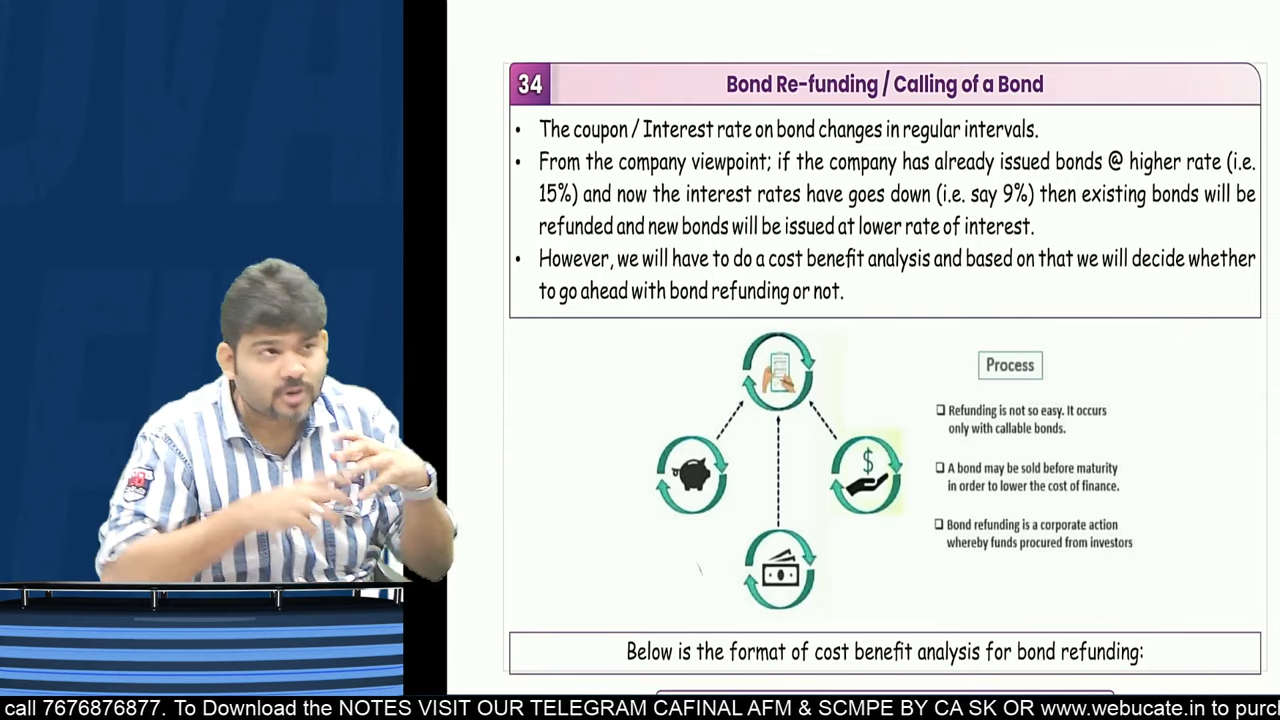 34
Bond Re-funding / Calling of a Bond
• The coupon / Interest rate on bond changes in regular intervals.
• From the company viewpoint; if the company has already issued bonds @ higher rate (i.e.
15%) and now the interest rates have goes down (i.e. say 9%) then existing bonds will be
refunded and new bonds will be issued at lower rate of interest.
• However, we will have to do a cost benefit analysis and based on that we will decide whether
to go ahead with bond refunding or not.
Process
❑ Refunding is not so easy. It occurs
only with callable bonds.
❑ A bond may be sold before maturity
in order to lower the cost of finance.
❑ Bond refunding is a corporate action
whereby funds procured from investors
$
Below is the format of cost benefit analysis for bond refunding:
call 7676876877. To Download the NOTES VISIT OUR TELEGRAM CAFINAL AFM & SCMPE BY CA SK OR www.webucate.in to purc